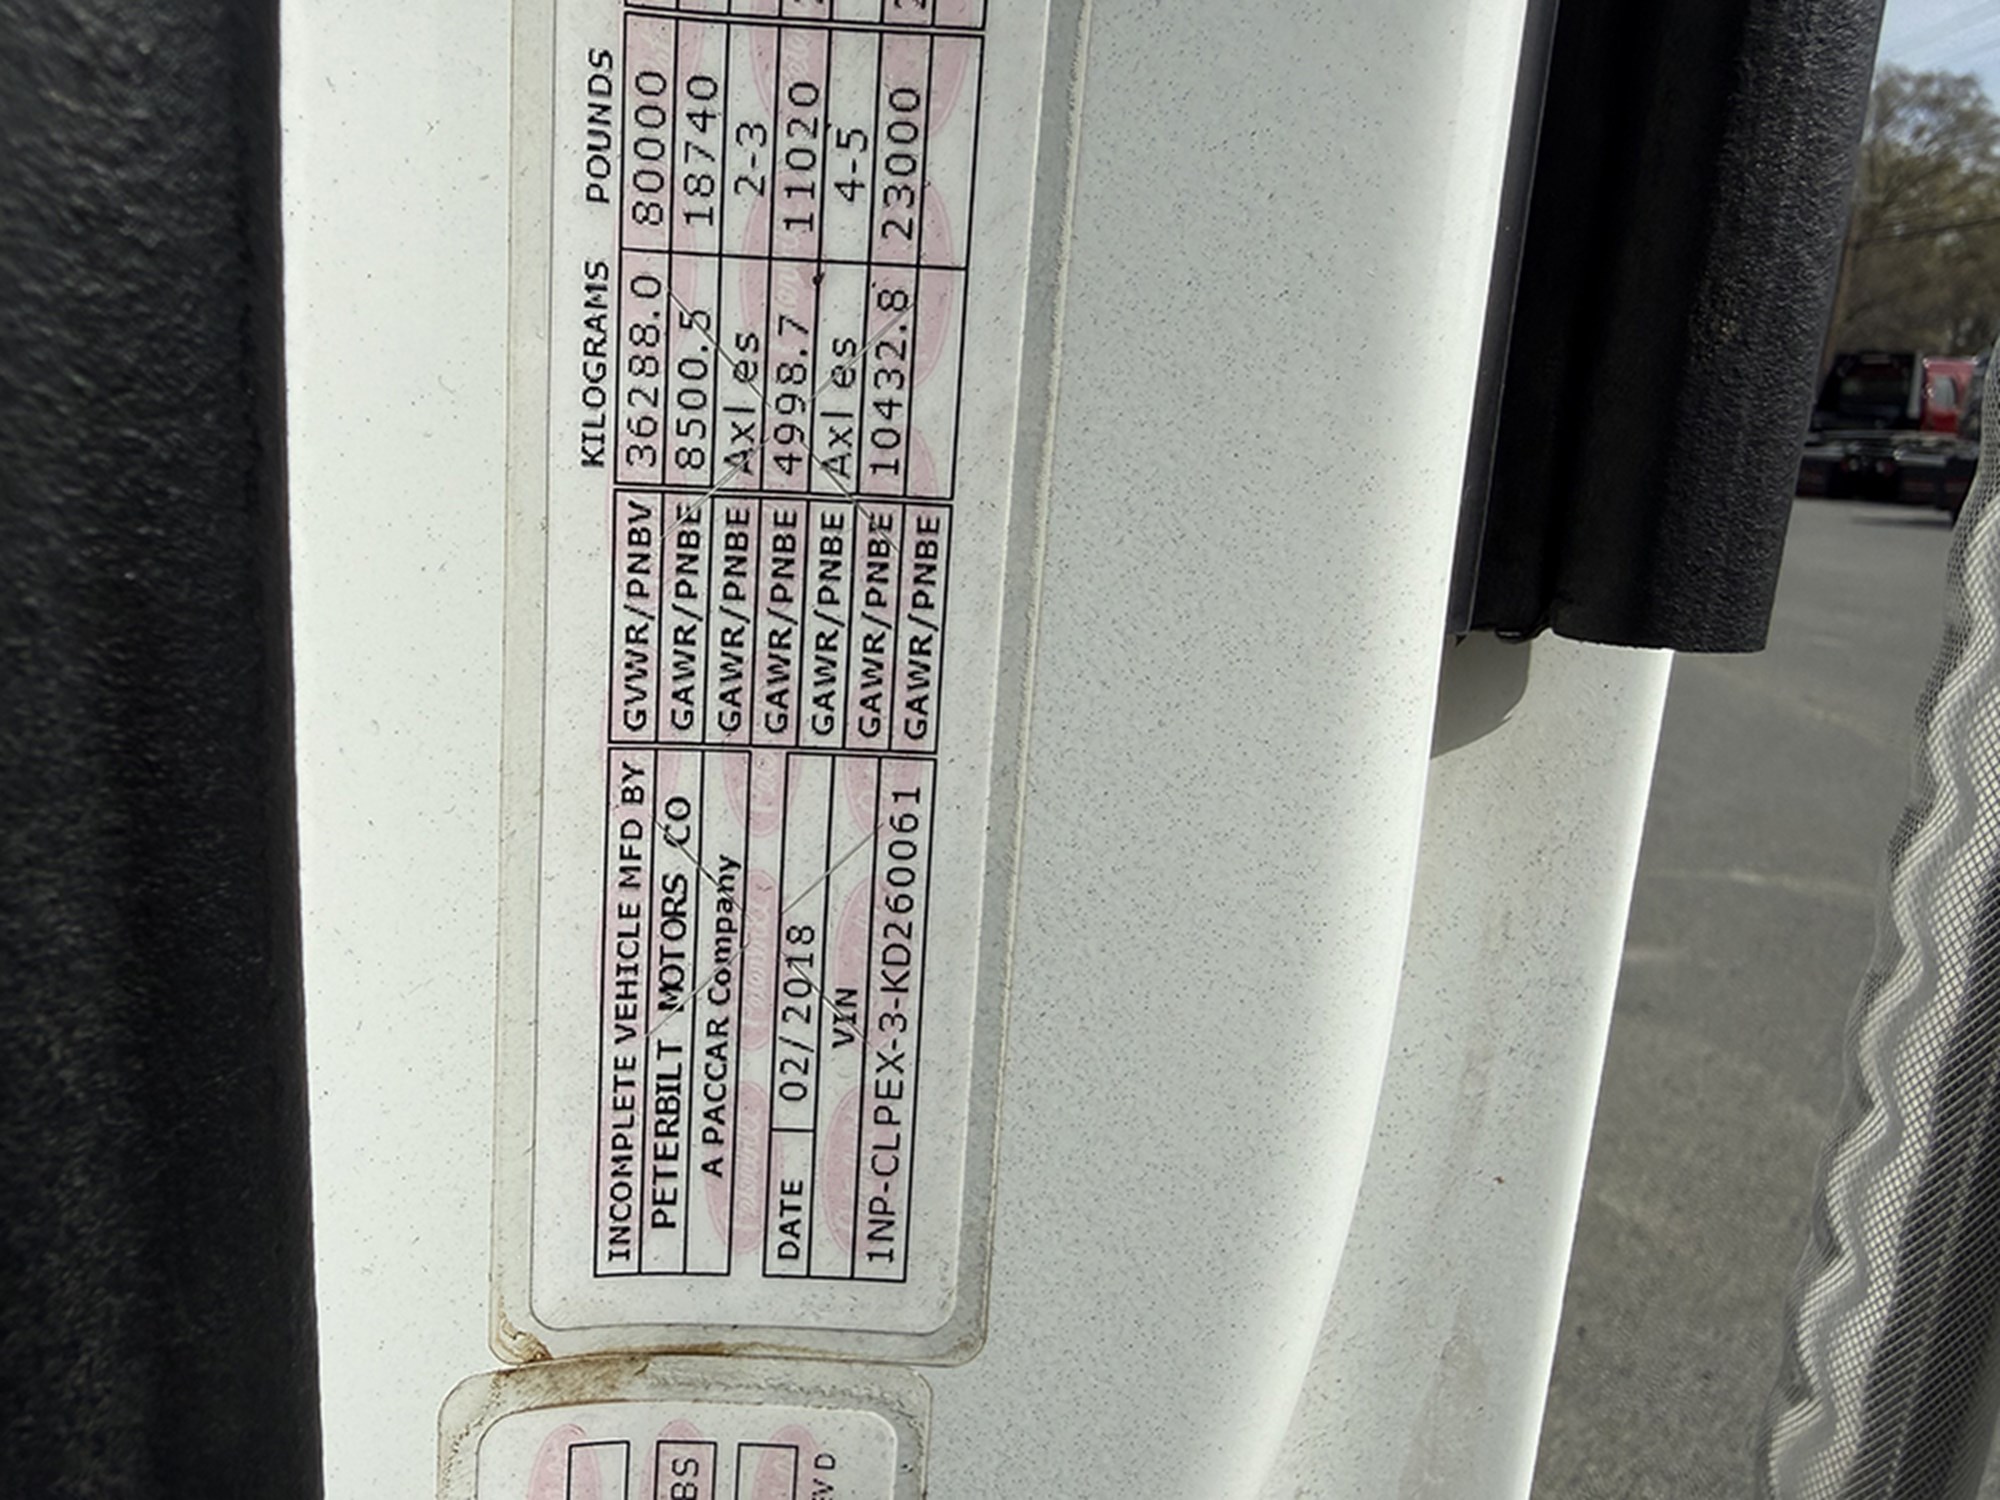 KILOGRAMS POUNDS
INCOMPLETE VEHICLE MFD BY GVWR/PNBV 36288.0 80000
PETERBILT MOTORS CO GAWR/PNBE 8500.5 18740
A PACCAR Company GAWR/PNBE Axles 2-3
GAWR/PNBE 4998.7 11020
DATE 02/2018 GAWR/PNBE Axles 4-5
VIN GAWR/PNBE 10432.8 23000
1NP-CLPEX-3-KD260061 GAWR/PNBE
BS